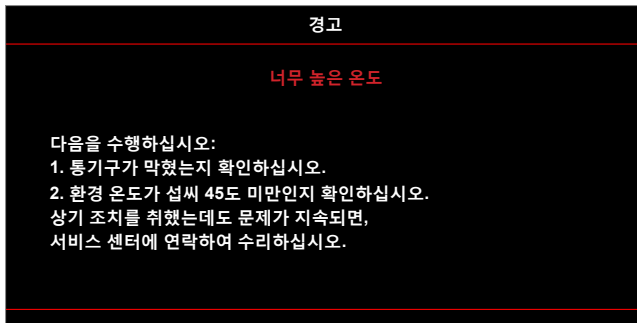 경고
너무 높은 온도
다음을 수행하십시오:
1. 통기구가 막혔는지 확인하십시오.
2. 환경 온도가 섭씨 45도 미만인지 확인하십시오.
상기 조치를 취했는데도 문제가 지속되면,
서비스 센터에 연락하여 수리하십시오.